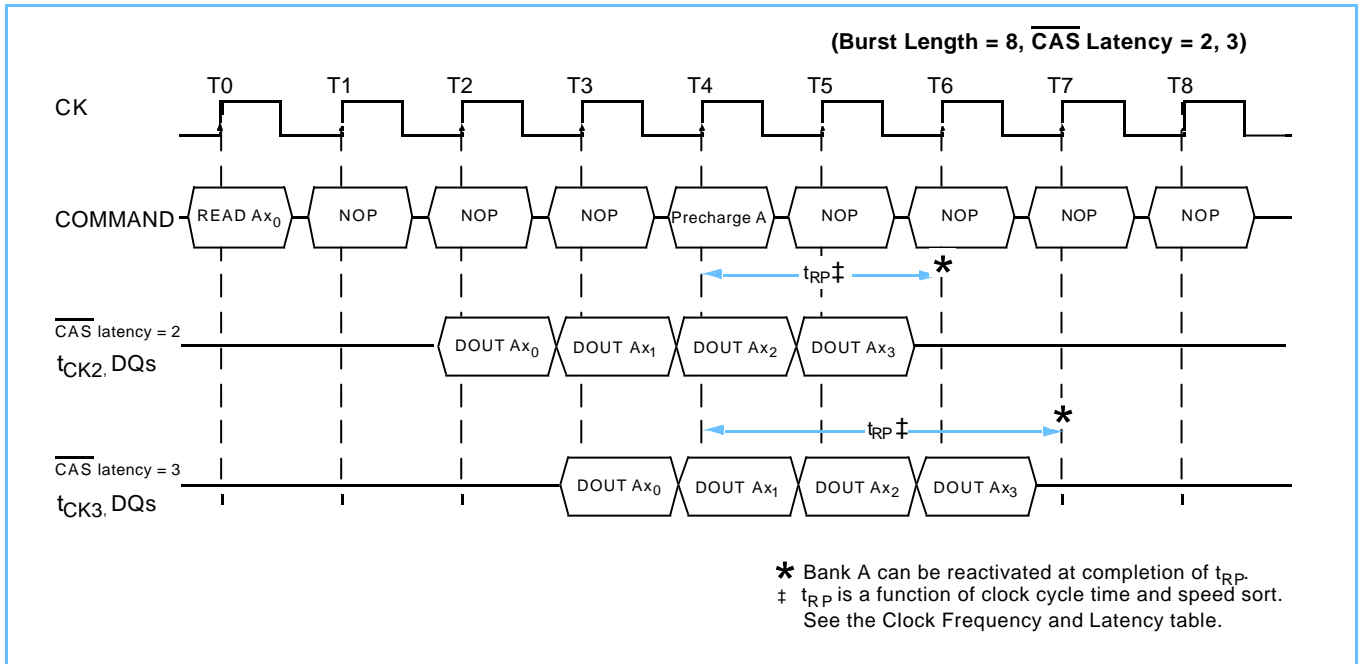 (Burst Length = 8, CAS Latency = 2, 3)
T0 T1 T2 T3 T4 T5 T6 T7 T8
CK
COMMAND READ Ax0 NOP NOP NOP Precharge A NOP NOP NOP NOP
tRP‡ *
CAS latency = 2
tCK2, DQs
DOUT Ax0 DOUT Ax1 DOUT Ax2 DOUT Ax3
tRP‡ *
CAS latency = 3
tCK3, DQs
DOUT Ax0 DOUT Ax1 DOUT Ax2 DOUT Ax3
* Bank A can be reactivated at completion of tRP.
‡ tRP is a function of clock cycle time and speed sort.
See the Clock Frequency and Latency table.